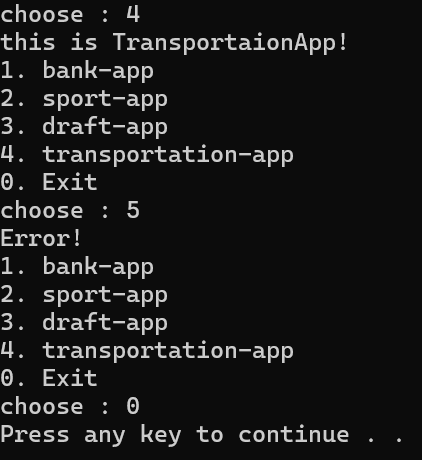 choose : 4
this is TransportaionApp!
1. bank-app
2. sport-app
3. draft-app
4. transportation-app
0. Exit
choose : 5
Error!
1. bank-app
2. sport-app
3. draft-app
4. transportation-app
0. Exit
choose : 0
Press any key to continue . .